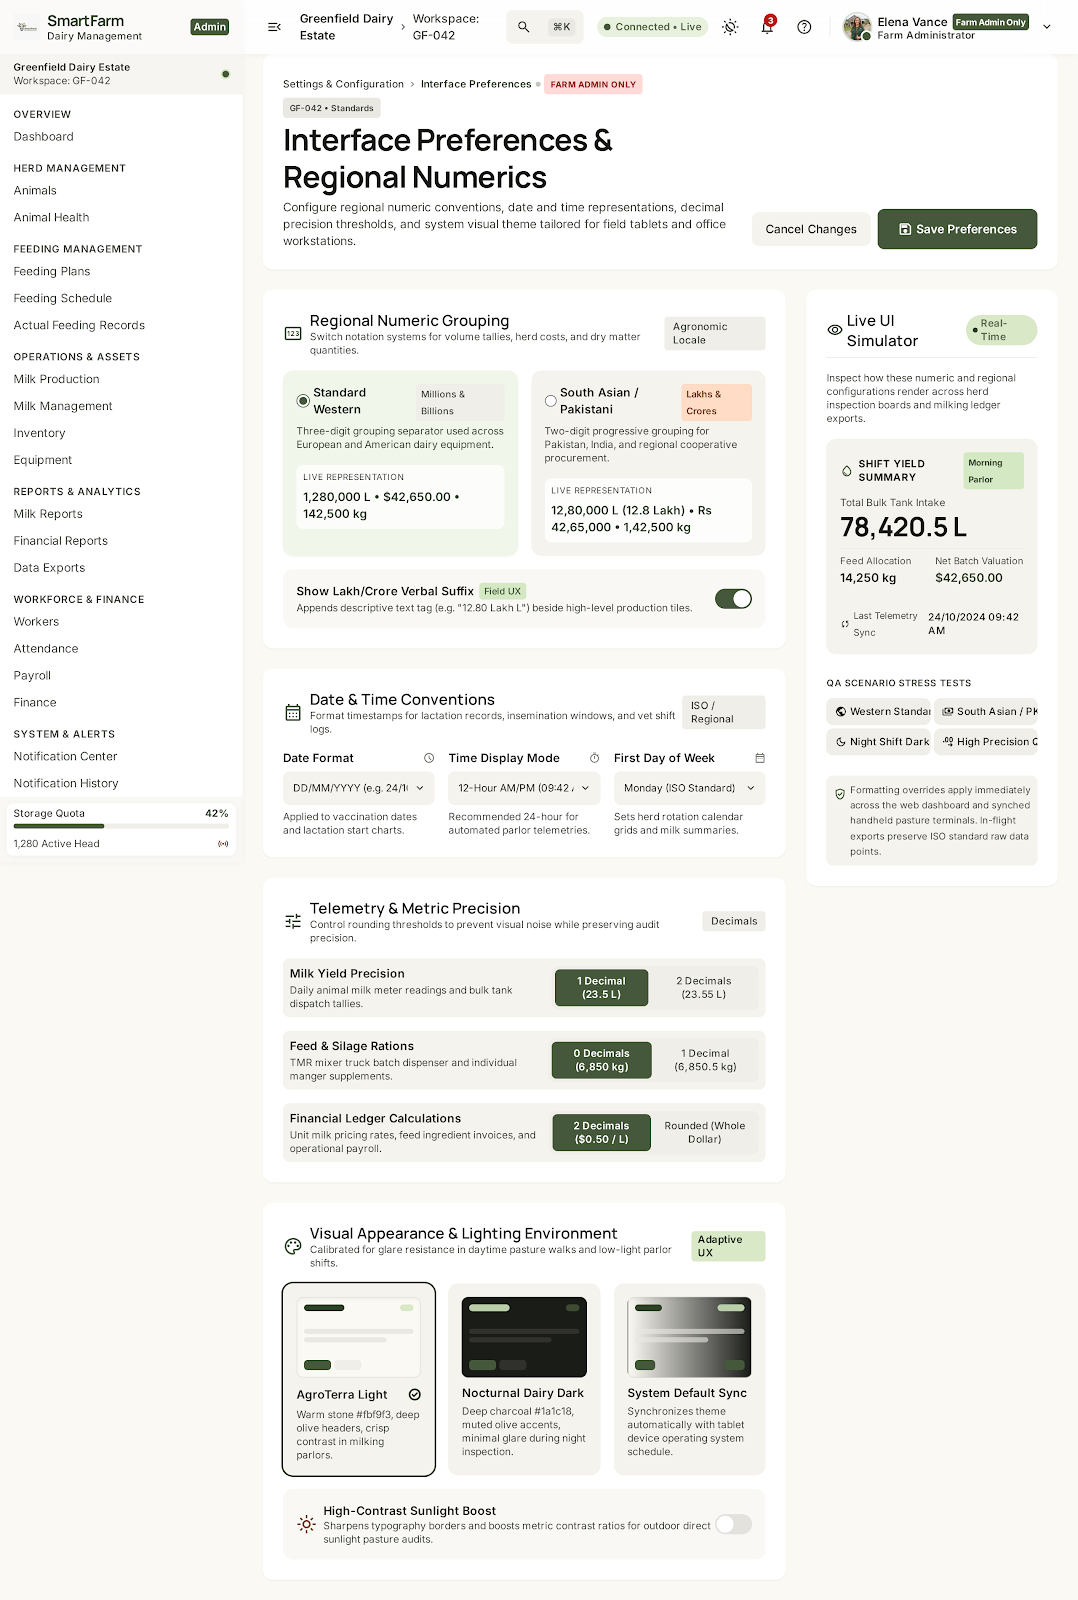 SmartFarm
Dairy Management
Admin
Greenfield Dairy Estate
Workspace: GF-042
OVERVIEW
Dashboard
HERD MANAGEMENT
Animals
Animal Health
FEEDING MANAGEMENT
Feeding Plans
Feeding Schedule
Actual Feeding Records
OPERATIONS & ASSETS
Milk Production
Milk Management
Inventory
Equipment
REPORTS & ANALYTICS
Milk Reports
Financial Reports
Data Exports
WORKFORCE & FINANCE
Workers
Attendance
Payroll
Finance
SYSTEM & ALERTS
Notification Center
Notification History
Storage Quota 42%
1,280 Active Head
Greenfield Dairy
Estate
›
Workspace:
GF-042
⌘K
Connected • Live
3
Elena Vance
Farm Admin Only
Farm Administrator
Settings & Configuration › Interface Preferences
FARM ADMIN ONLY
GF-042 • Standards
Interface Preferences &
Regional Numerics
Configure regional numeric conventions, date and time representations, decimal
precision thresholds, and system visual theme tailored for field tablets and office
workstations.
Cancel Changes
Save Preferences
123
Regional Numeric Grouping
Switch notation systems for volume tallies, herd costs, and dry matter
quantities.
Agronomic
Locale
Standard
Western
Millions &
Billions
Three-digit grouping separator used across
European and American dairy equipment.
LIVE REPRESENTATION
1,280,000 L • $42,650.00 •
142,500 kg
South Asian /
Pakistani
Lakhs &
Crores
Two-digit progressive grouping for
Pakistan, India, and regional cooperative
procurement.
LIVE REPRESENTATION
12,80,000 L (12.8 Lakh) • Rs
42,65,000 • 1,42,500 kg
Show Lakh/Crore Verbal Suffix
Field UX
Appends descriptive text tag (e.g. "12.80 Lakh L") beside high-level production tiles.
Date & Time Conventions
Format timestamps for lactation records, insemination windows, and vet shift
logs.
ISO /
Regional
Date Format
DD/MM/YYYY (e.g. 24/1
Applied to vaccination dates
and lactation start charts.
Time Display Mode
12-Hour AM/PM (09:42
Recommended 24-hour for
automated parlor telemetries.
First Day of Week
Monday (ISO Standard)
Sets herd rotation calendar
grids and milk summaries.
Telemetry & Metric Precision
Control rounding thresholds to prevent visual noise while preserving audit
precision.
Decimals
Milk Yield Precision
Daily animal milk meter readings and bulk tank
dispatch tallies.
1 Decimal
(23.5 L)
2 Decimals
(23.55 L)
Feed & Silage Rations
TMR mixer truck batch dispenser and individual
manger supplements.
0 Decimals
(6,850 kg)
1 Decimal
(6,850.5 kg)
Financial Ledger Calculations
Unit milk pricing rates, feed ingredient invoices, and
operational payroll.
2 Decimals
($0.50 / L)
Rounded (Whole
Dollar)
Visual Appearance & Lighting Environment
Calibrated for glare resistance in daytime pasture walks and low-light parlor
shifts.
Adaptive
UX
AgroTerra Light
Warm stone #fbf9f3, deep
olive headers, crisp
contrast in milking
parlors.
Nocturnal Dairy Dark
Deep charcoal #1a1c18,
muted olive accents,
minimal glare during night
inspection.
System Default Sync
Synchronizes theme
automatically with tablet
device operating system
schedule.
High-Contrast Sunlight Boost
Sharpens typography borders and boosts metric contrast ratios for outdoor direct
sunlight pasture audits.
Live UI
Simulator
Real-
Time
Inspect how these numeric and regional
configurations render across herd
inspection boards and milking ledger
exports.
SHIFT YIELD
SUMMARY
Morning
Parlor
Total Bulk Tank Intake
78,420.5 L
Feed Allocation
14,250 kg
Net Batch Valuation
$42,650.00
Last Telemetry
Sync
24/10/2024 09:42
AM
QA SCENARIO STRESS TESTS
Western Standar
South Asian / PK
Night Shift Dark
High Precision Q
Formatting overrides apply immediately
across the web dashboard and synched
handheld pasture terminals. In-flight
exports preserve ISO standard raw data
points.